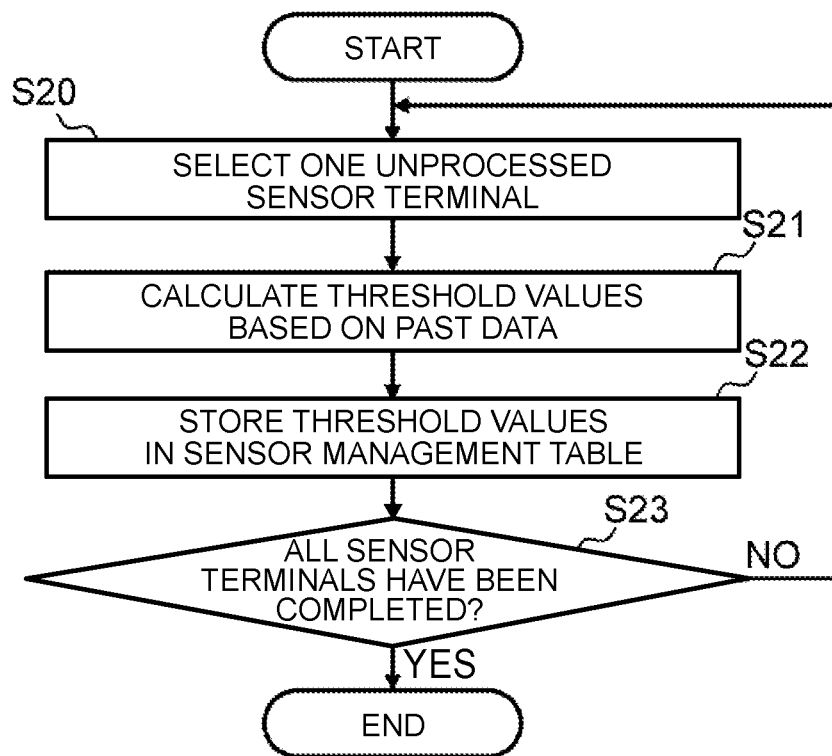 START
S20
SELECT ONE UNPROCESSED
SENSOR TERMINAL
S21
CALCULATE THRESHOLD VALUES
BASED ON PAST DATA
S22
STORE THRESHOLD VALUES
IN SENSOR MANAGEMENT TABLE
S23
ALL SENSOR
TERMINALS HAVE BEEN
COMPLETED?
NO
YES
END